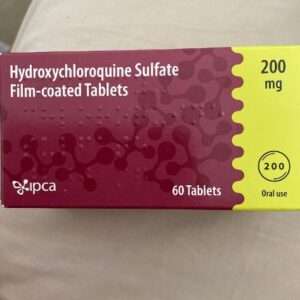 Hydroxychloroquine Sulfate
Film-coated Tablets
200
mg
200
ipca
60 Tablets
Oral use